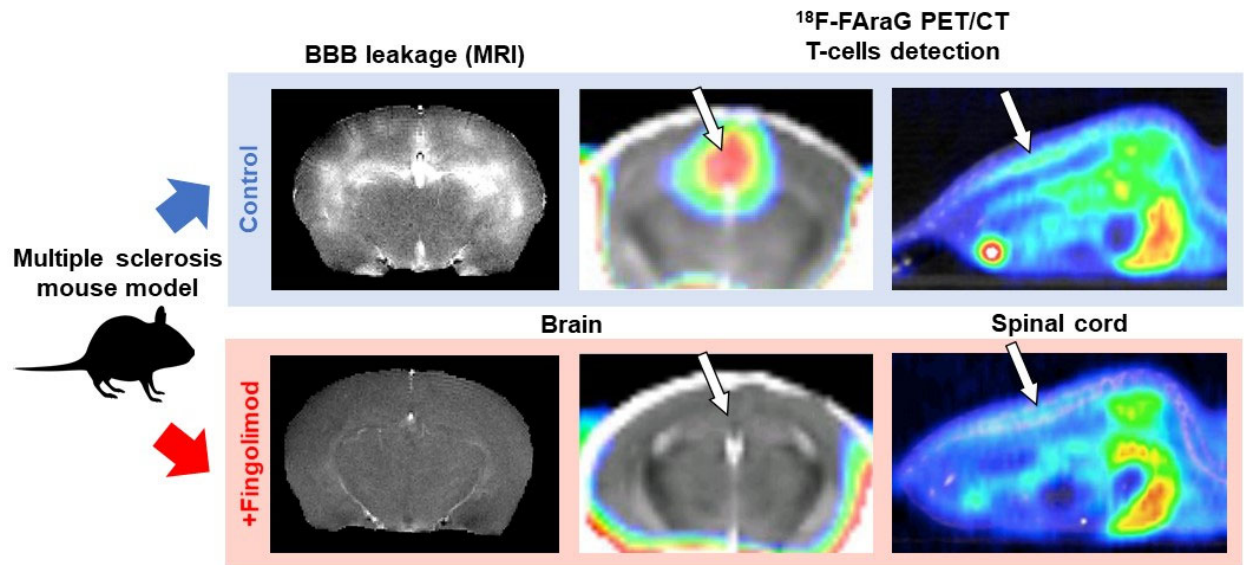 BBB leakage (MRI)
¹⁸F-FAraG PET/CT
T-cells detection
Control
Multiple sclerosis
mouse model
Brain
Spinal cord
+Fingolimod